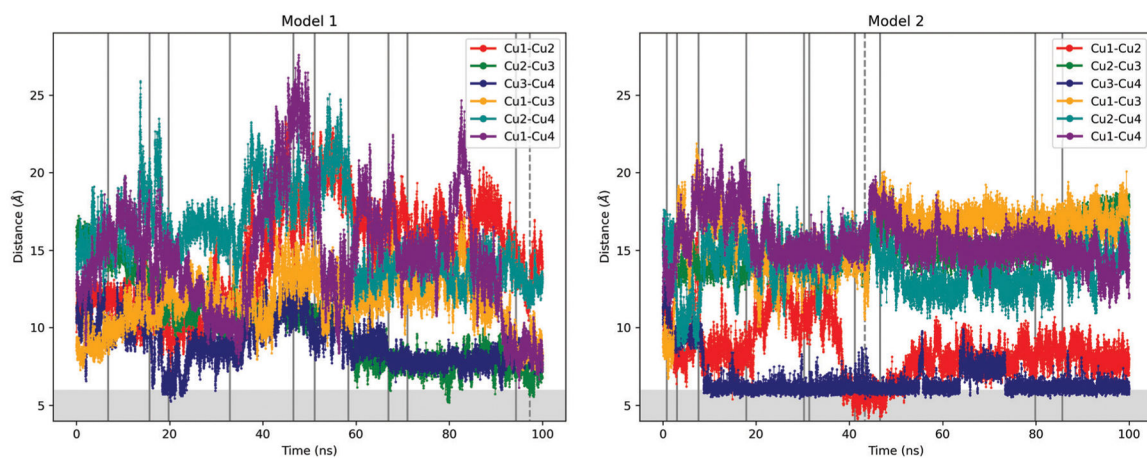 Model 1
Cu1-Cu2
Cu2-Cu3
Cu3-Cu4
Cu1-Cu3
Cu2-Cu4
Cu1-Cu4
25
20
15
10
5
Distance (Å)
0
20
40
60
80
100
Time (ns)
Model 2
Cu1-Cu2
Cu2-Cu3
Cu3-Cu4
Cu1-Cu3
Cu2-Cu4
Cu1-Cu4
25
20
15
10
5
Distance (Å)
0
20
40
60
80
100
Time (ns)